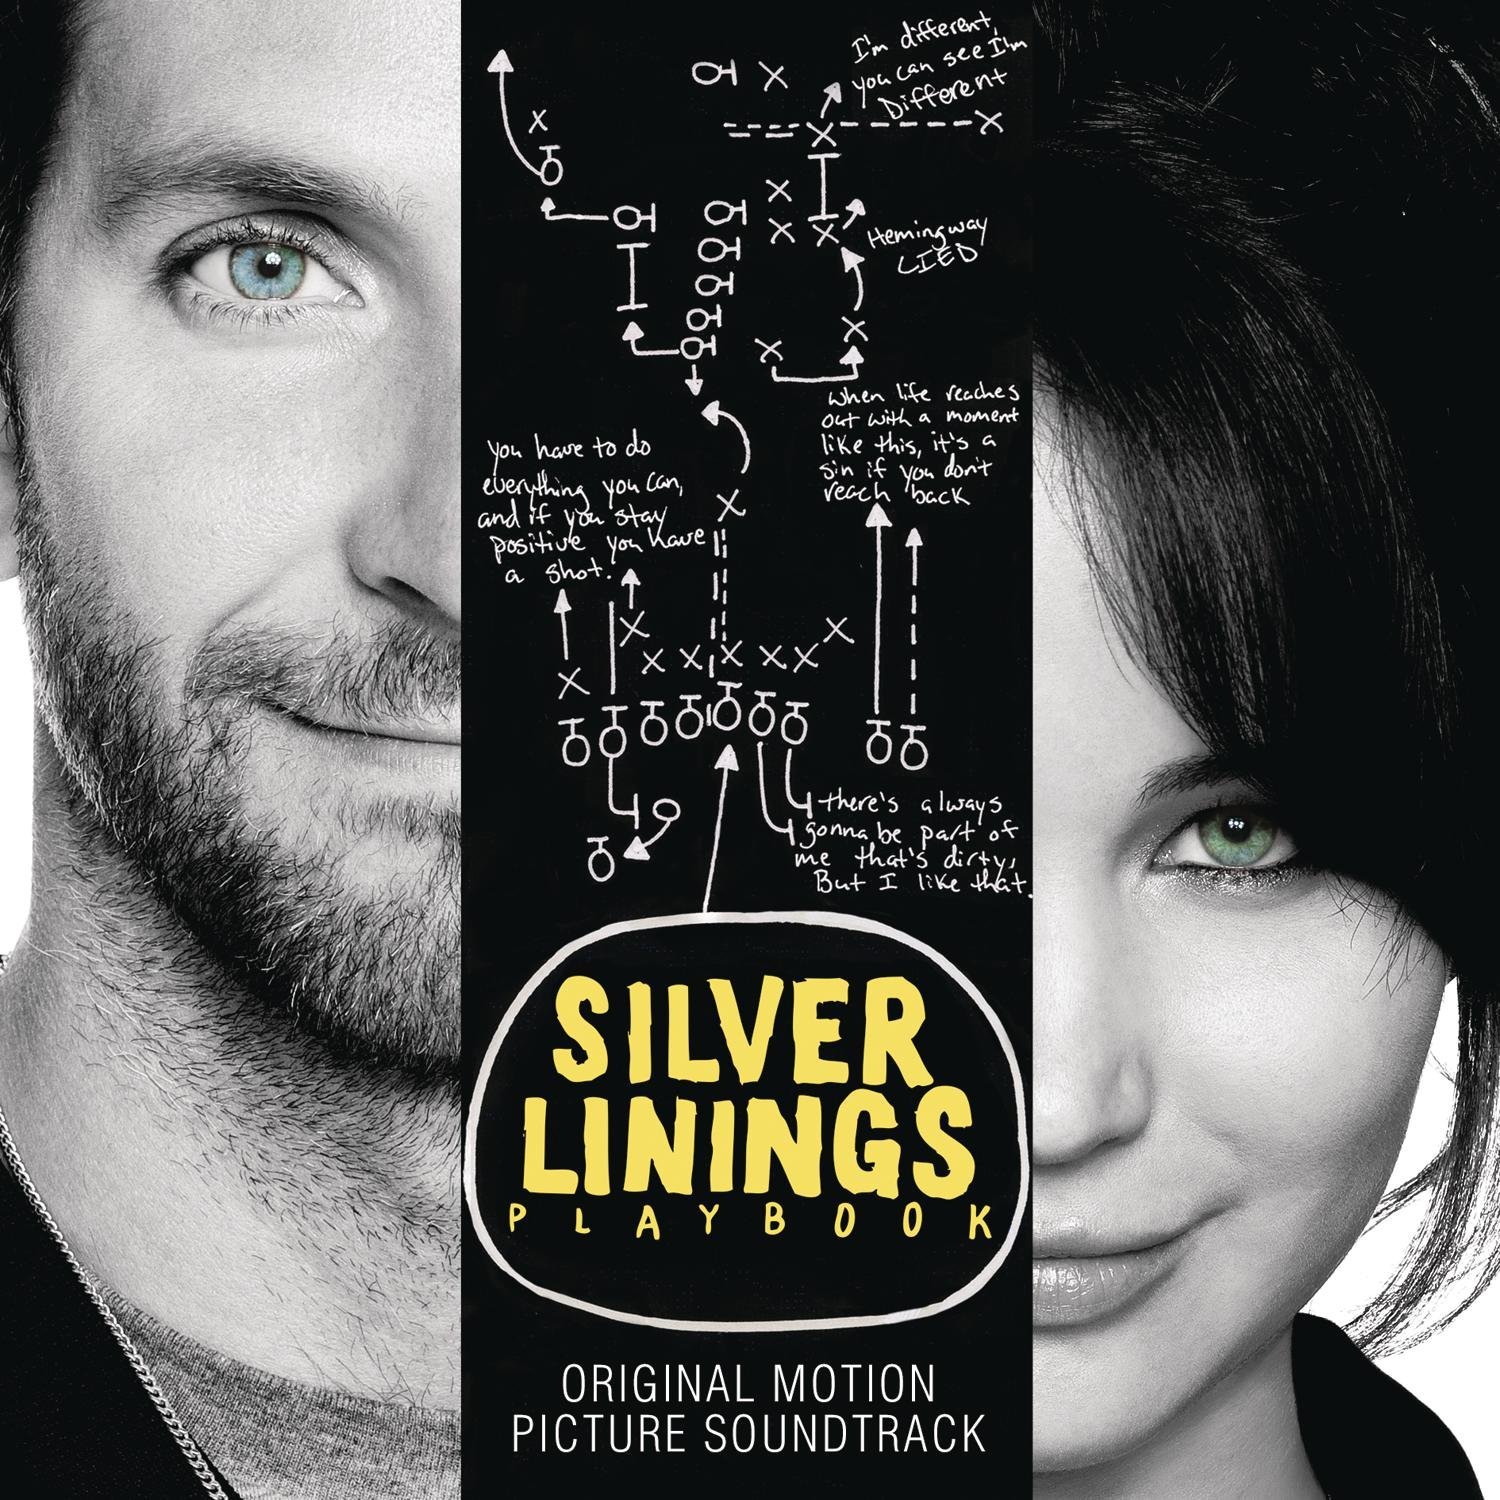 I'm different,
you can see I'm
Different
Hemingway
LIED
when life reaches
out with a moment
like this, it's a
sin if you don't
reach back
you have to do
everything you can,
and if you stay
positive you have
a shot.
there's always
gonna be part of
me that's dirty,
But I like that.
SILVER
LININGS
PLAYBOOK
ORIGINAL MOTION
PICTURE SOUNDTRACK